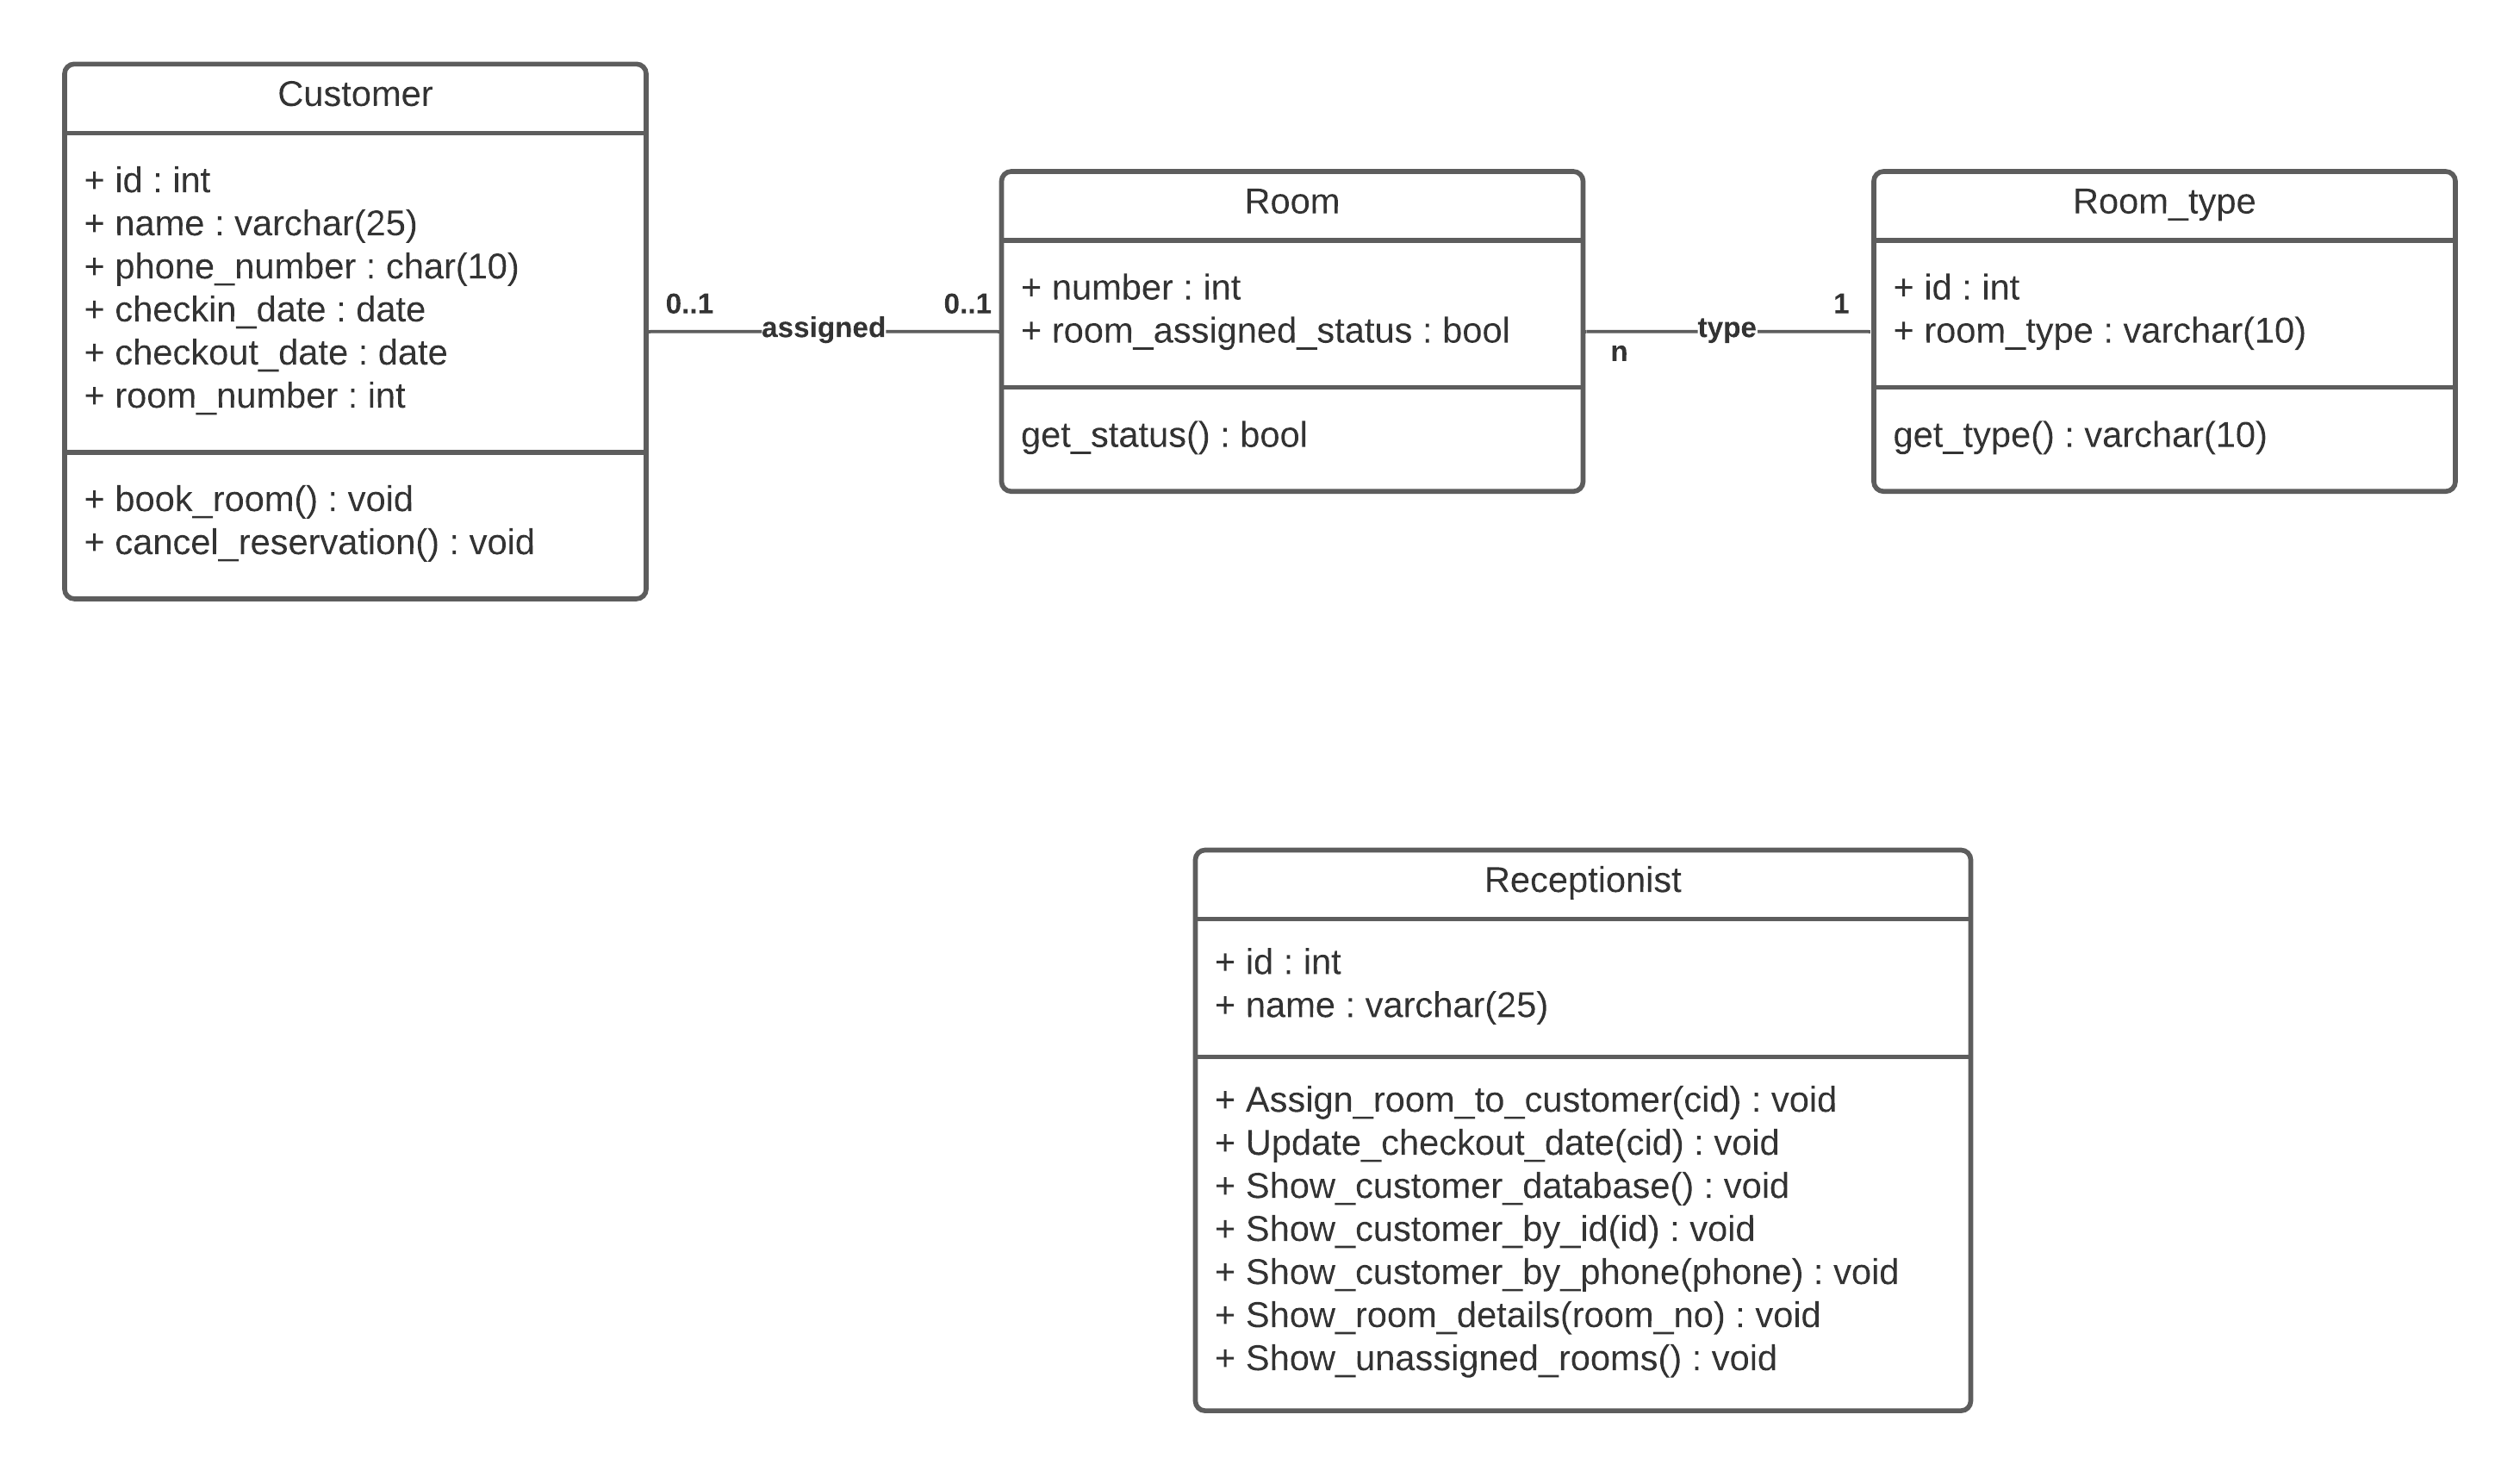 Customer
+ id : int
+ name : varchar(25)
+ phone_number : char(10)
+ checkin_date : date
+ checkout_date : date
+ room_number : int
+ book_room() : void
+ cancel_reservation() : void
0..1
assigned
0..1
Room
+ number : int
+ room_assigned_status : bool
get_status() : bool
n
type
1
Room_type
+ id : int
+ room_type : varchar(10)
get_type() : varchar(10)
Receptionist
+ id : int
+ name : varchar(25)
+ Assign_room_to_customer(cid) : void
+ Update_checkout_date(cid) : void
+ Show_customer_database() : void
+ Show_customer_by_id(id) : void
+ Show_customer_by_phone(phone) : void
+ Show_room_details(room_no) : void
+ Show_unassigned_rooms() : void